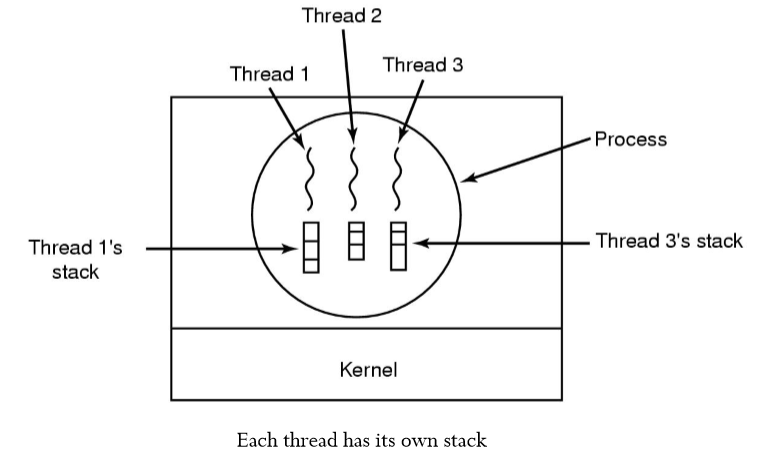 Thread 2
Thread 1
Thread 3
Process
Thread 1's
stack
Thread 3's stack
Kernel
Each thread has its own stack